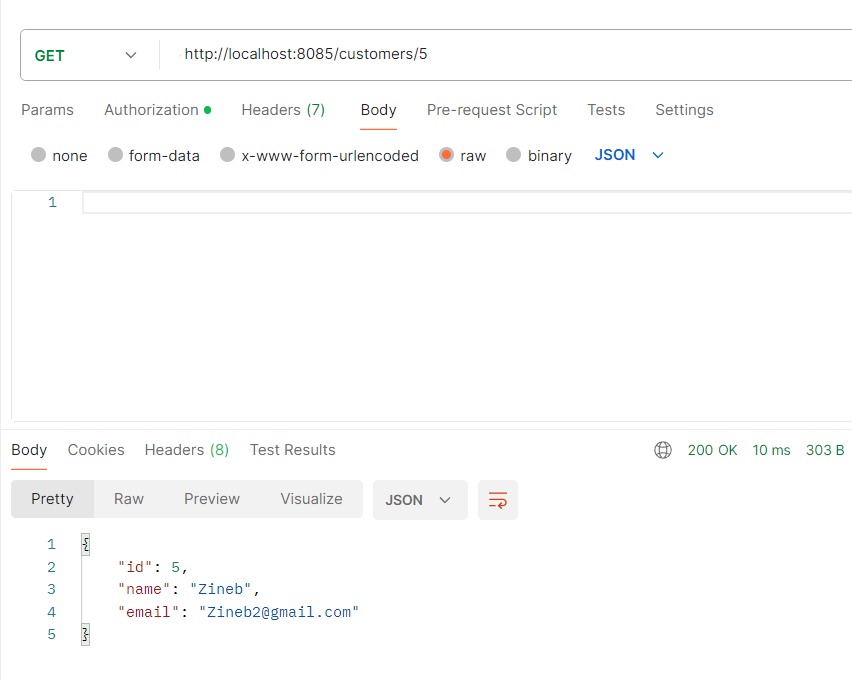 GET http://localhost:8085/customers/5
Params Authorization Headers (7) Body Pre-request Script Tests Settings
none form-data x-www-form-urlencoded raw binary JSON
1
Body Cookies Headers (8) Test Results 200 OK 10 ms 303 B
Pretty Raw Preview Visualize JSON
1 {
2 "id": 5,
3 "name": "Zineb",
4 "email": "Zineb2@gmail.com"
5 }